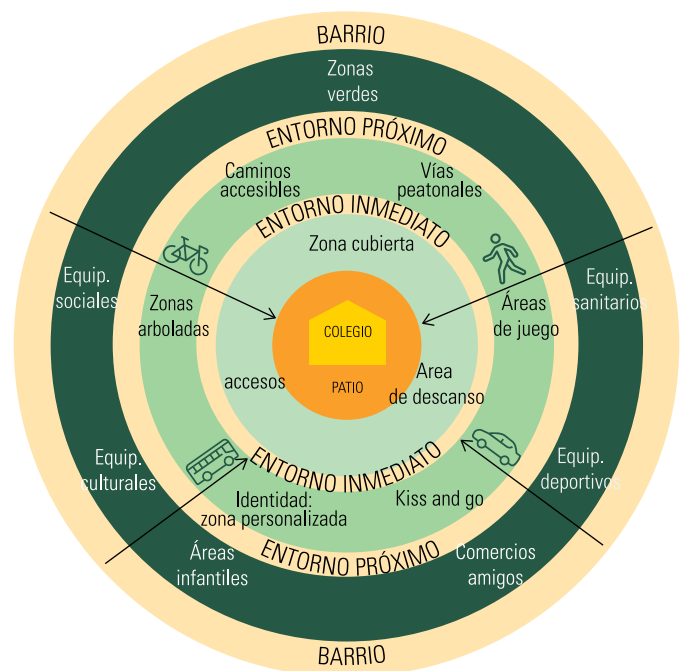 BARRIO
Zonas
verdes
ENTORNO PRÓXIMO
Caminos
accesibles
Vías
peatonales
ENTORNO INMEDIATO
Zona cubierta
Equip.
sociales
Zonas
arboladas
Áreas
de juego
Equip.
sanitarios
COLEGIO
PATIO
accesos
Area
de descanso
ENTORNO INMEDIATO
Equip.
culturales
Identidad:
zona personalizada
Kiss and go
Equip.
deportivos
ENTORNO PRÓXIMO
Áreas
infantiles
Comercios
amigos
BARRIO